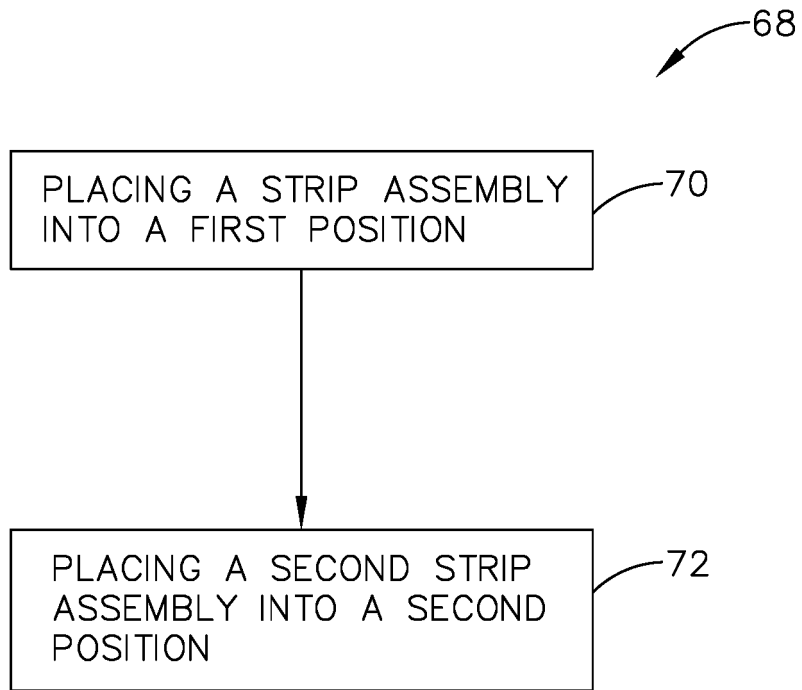 68
PLACING A STRIP ASSEMBLY
INTO A FIRST POSITION
70
PLACING A SECOND STRIP
ASSEMBLY INTO A SECOND
POSITION
72